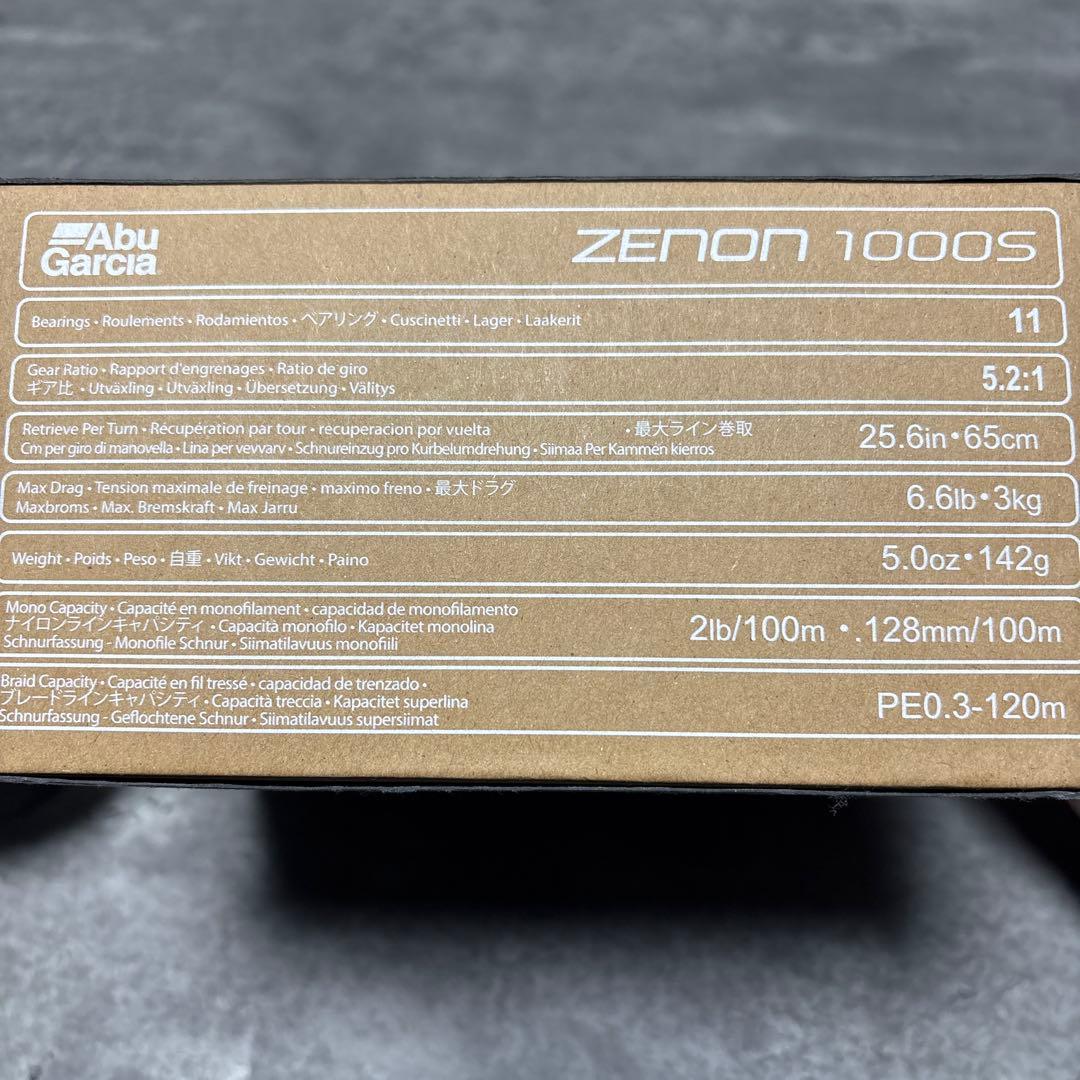 Abu
Garcia
ZENON 1000S
Bearings • Roulements • Rodamientos • ベアリング • Cuscinetti • Lager • Laakerit
11
Gear Ratio • Rapport d'engrenages • Ratio de giro
ギア比 • Utväxling • Utväxling • Übersetzung • Välitys
5.2:1
Retrieve Per Turn • Récupération par tour • recuperacion por vuelta • 最大ライン巻取
Cm per giro di manovella • Lina per vevvarv • Schnureinzug pro Kurbelumdrehung • Siimaa Per Kammen kierros
25.6in • 65cm
Max Drag • Tension maximale de freinage • maximo freno • 最大ドラグ
Maxbroms • Max. Bremskraft • Max Jarru
6.6lb • 3kg
Weight • Poids • Peso • 自重 • Vikt • Gewicht • Paino
5.0oz • 142g
Mono Capacity • Capacité en monofilament • capacidad de monofilamento
ナイロンラインキャパシティ • Capacità monofilo • Kapacitet monolina
Schnurfassung - Monofile Schnur • Siimatilavuus monofiili
2lb/100m • .128mm/100m
Braid Capacity • Capacité en fil tressé • capacidad de trenzado •
ブレードラインキャパシティ • Capacità treccia • Kapacitet superlina
Schnurfassung - Geflochtene Schnur • Siimatilavuus supersiimat
PE0.3-120m